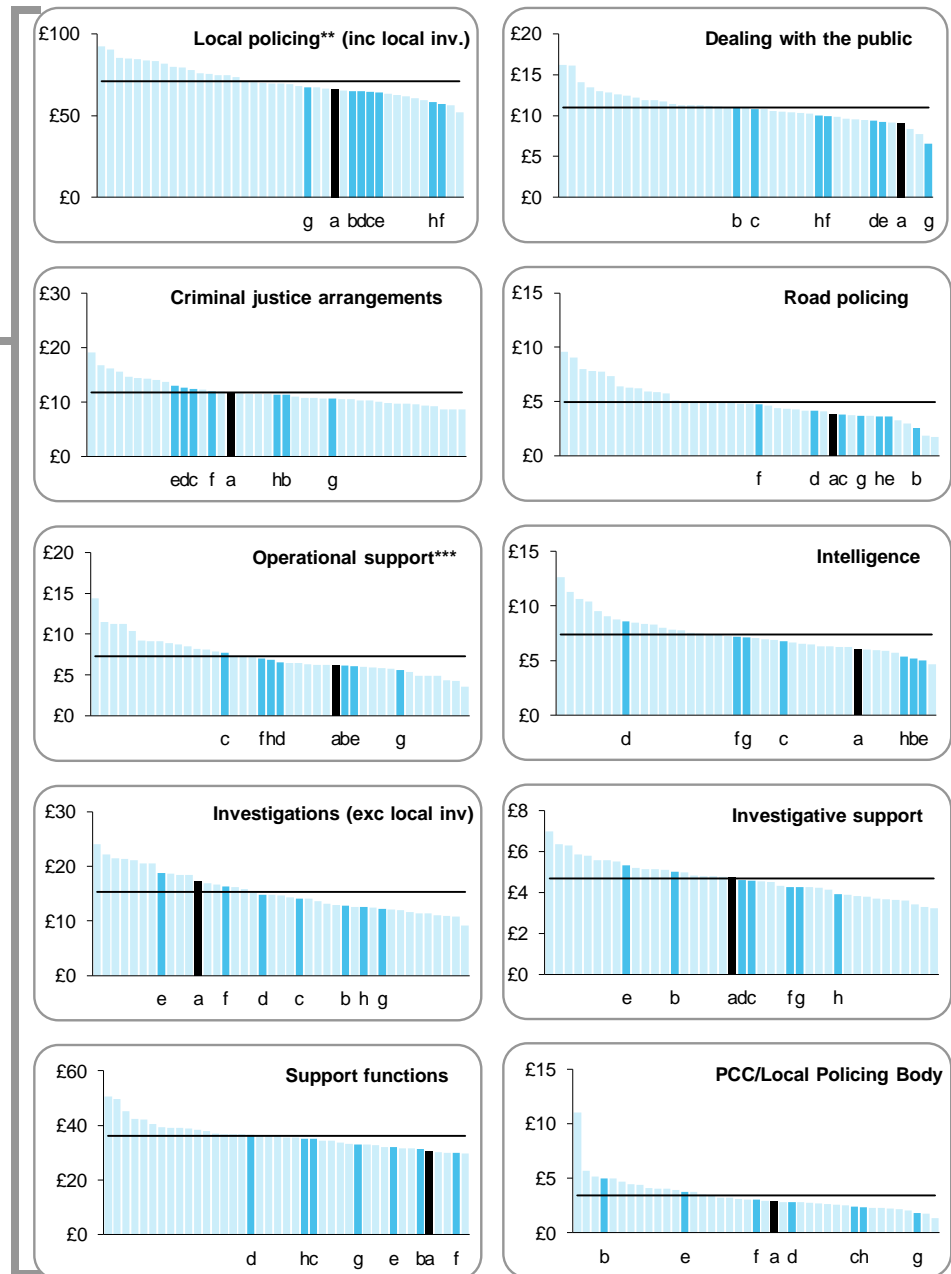 Local policing** (inc local inv.)
£100
£50
£0
g a bdce hf
Dealing with the public
£20
£15
£10
£5
£0
b c hf de a g
Criminal justice arrangements
£30
£20
£10
£0
edc f a hb g
Road policing
£15
£10
£5
£0
f d ac g he b
Operational support***
£20
£15
£10
£5
£0
c fhd abe g
Intelligence
£15
£10
£5
£0
d fg c a hbe
Investigations (exc local inv)
£30
£20
£10
£0
e a f d c b h g
Investigative support
£8
£6
£4
£2
£0
e b adc fg h
Support functions
£60
£40
£20
£0
d hc g e ba f
PCC/Local Policing Body
£15
£10
£5
£0
b e f a d ch g